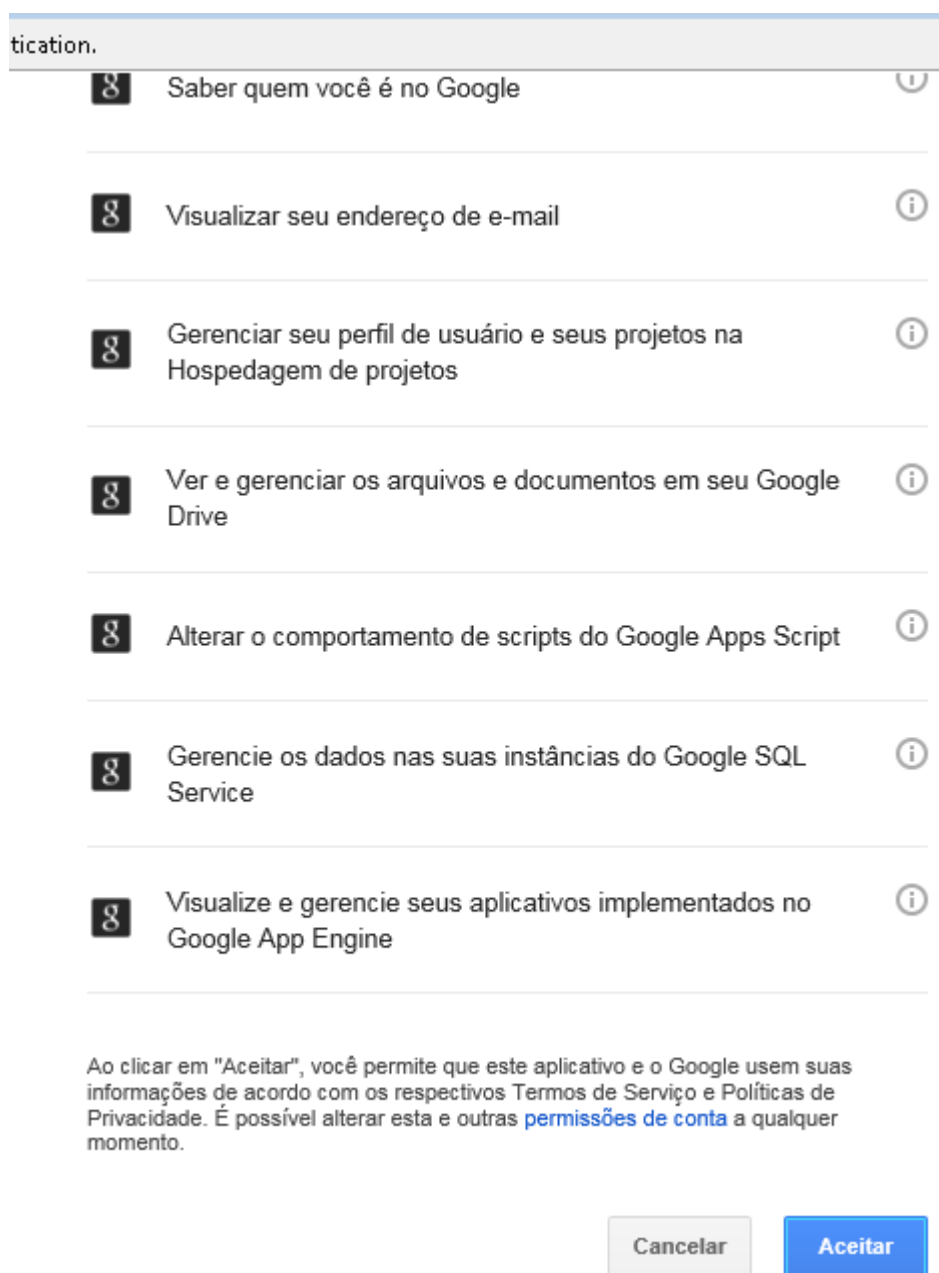 tication.
Saber quem você é no Google
Visualizar seu endereço de e-mail
Gerenciar seu perfil de usuário e seus projetos na
Hospedagem de projetos
Ver e gerenciar os arquivos e documentos em seu Google
Drive
Alterar o comportamento de scripts do Google Apps Script
Gerencie os dados nas suas instâncias do Google SQL
Service
Visualize e gerencie seus aplicativos implementados no
Google App Engine
Ao clicar em "Aceitar", você permite que este aplicativo e o Google usem suas
informações de acordo com os respectivos Termos de Serviço e Políticas de
Privacidade. É possível alterar esta e outras permissões de conta a qualquer
momento.
Cancelar
Aceitar